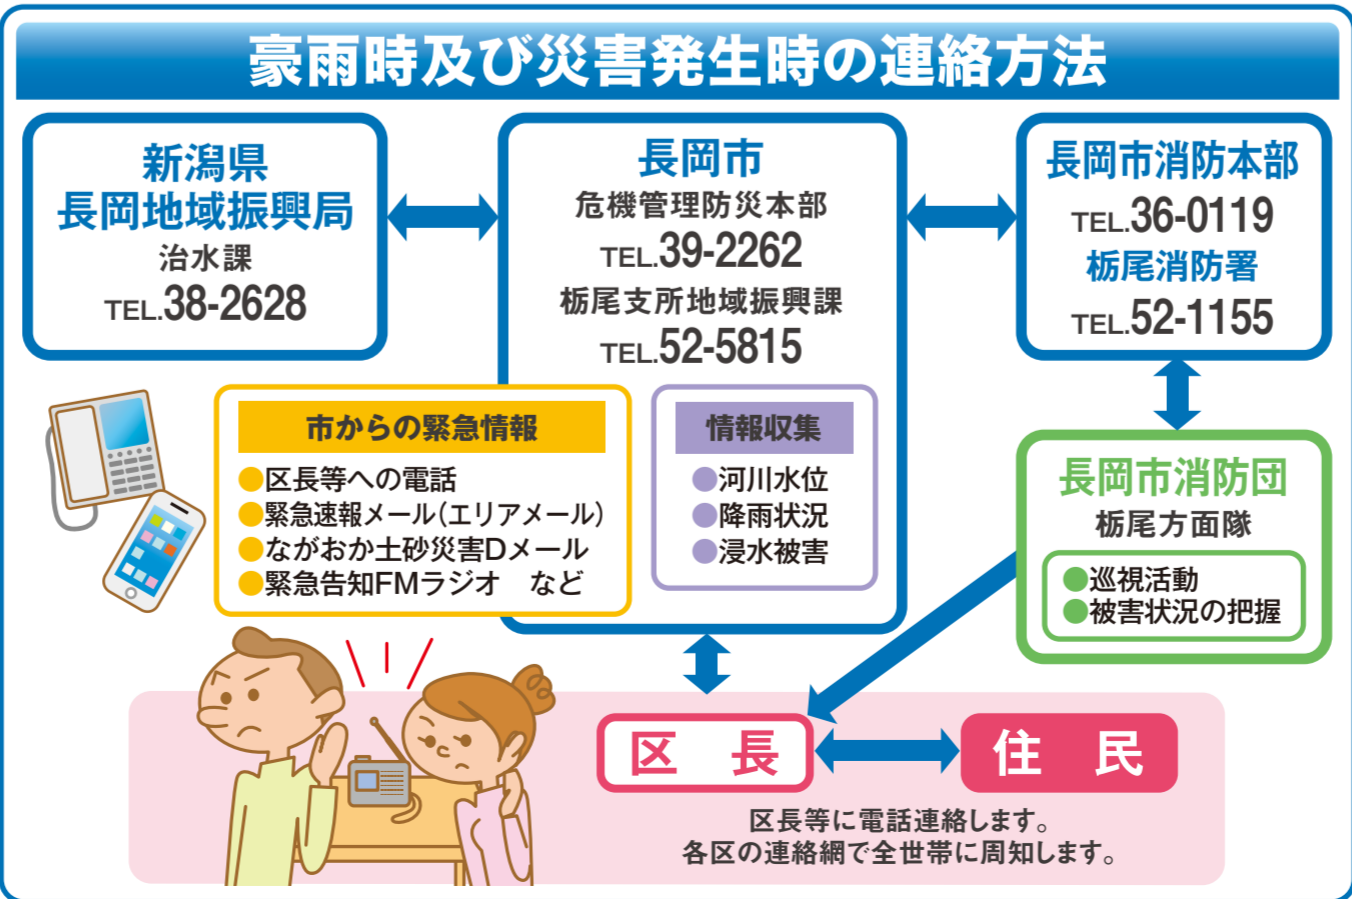 豪雨時及び災害発生時の連絡方法
新潟県
長岡地域振興局
治水課
TEL.38-2628
長岡市
危機管理防災本部
TEL.39-2262
栃尾支所地域振興課
TEL.52-5815
長岡市消防本部
TEL.36-0119
栃尾消防署
TEL.52-1155
市からの緊急情報
●区長等への電話
●緊急速報メール(エリアメール)
●ながおか土砂災害Dメール
●緊急告知FMラジオ　など
情報収集
●河川水位
●降雨状況
●浸水被害
長岡市消防団
栃尾方面隊
●巡視活動
●被害状況の把握
区　長
住　民
区長等に電話連絡します。
各区の連絡網で全世帯に周知します。